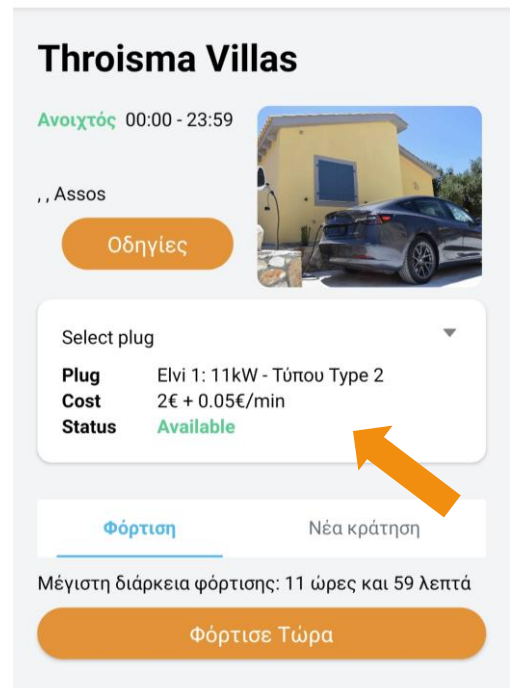 Throisma Villas
Ανοιχτός 00:00 - 23:59
, , Assos
Οδηγίες
Select plug
Plug Elvi 1: 11kW - Τύπου Type 2
Cost 2€ + 0.05€/min
Status Available
Φόρτιση Νέα κράτηση
Μέγιστη διάρκεια φόρτισης: 11 ώρες και 59 λεπτά
Φόρτισε Τώρα